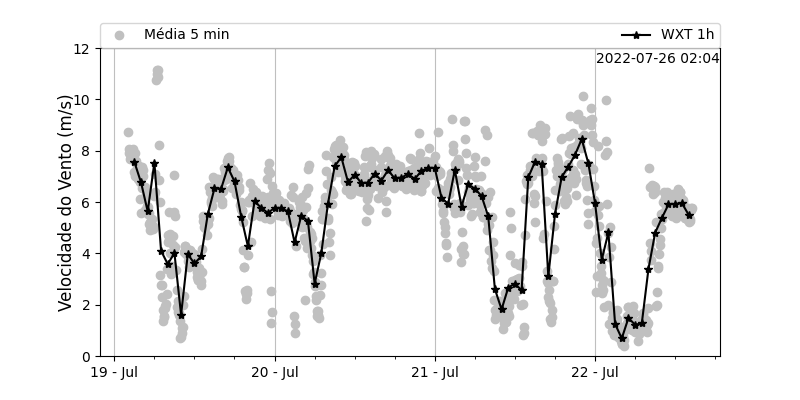 Média 5 min
WXT 1h
2022-07-26 02:04
Velocidade do Vento (m/s)
12
10
8
6
4
2
0
19 - Jul
20 - Jul
21 - Jul
22 - Jul